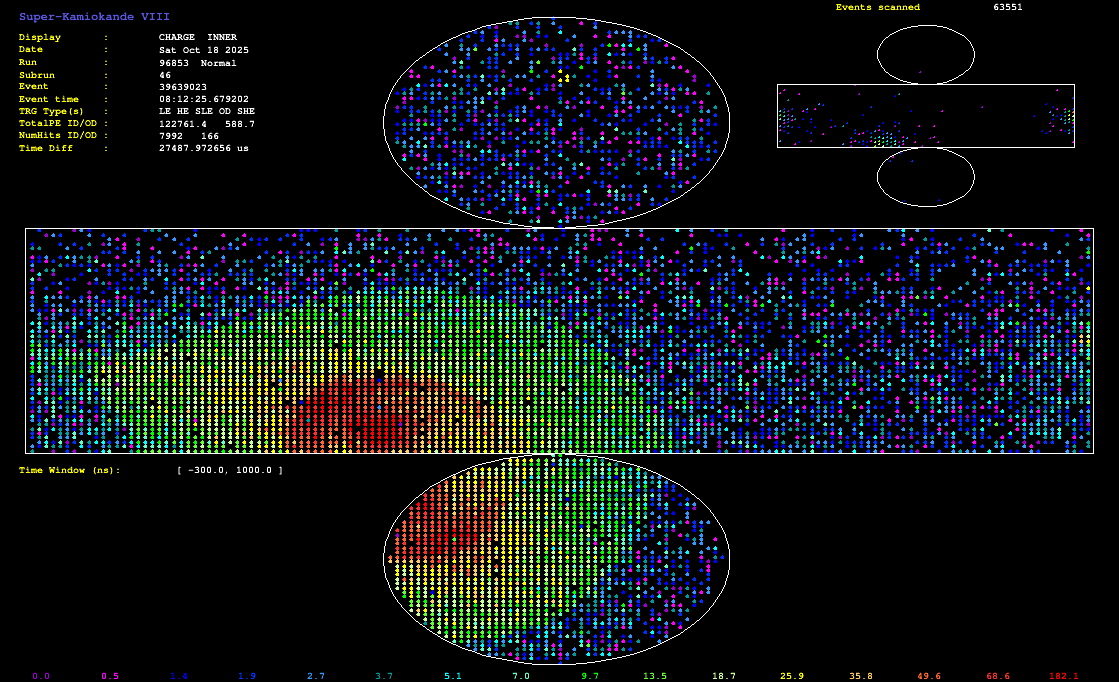 Super-Kamiokande VIII
Display : CHARGE INNER
Date : Sat Oct 18 2025
Run : 96853 Normal
Subrun : 46
Event : 39639023
Event time : 08:12:25.679202
TRG Type(s) : LE HE SLE OD SHE
TotalPE ID/OD : 122761.4 588.7
NumHits ID/OD : 7992 166
Time Diff : 27487.972656 us
Events scanned 63551
Time Window (ns): [ -300.0, 1000.0 ]
0.0 0.5 1.4 1.9 2.7 3.7 5.1 7.0 9.7 13.5 18.7 25.9 35.8 49.6 68.6 182.1